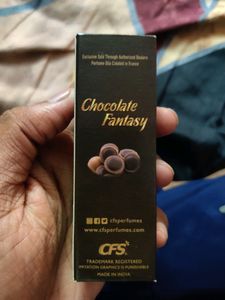 Exclusive Sale Through Authorized Dealers
Perfume Oils Created in France
Chocolate
Fantasy
cfsperfumes
www.cfsperfumes.com
CFS
TRADEMARK REGISTERED
IMITATION GRAPHICS IS PUNISHABLE
MADE IN INDIA